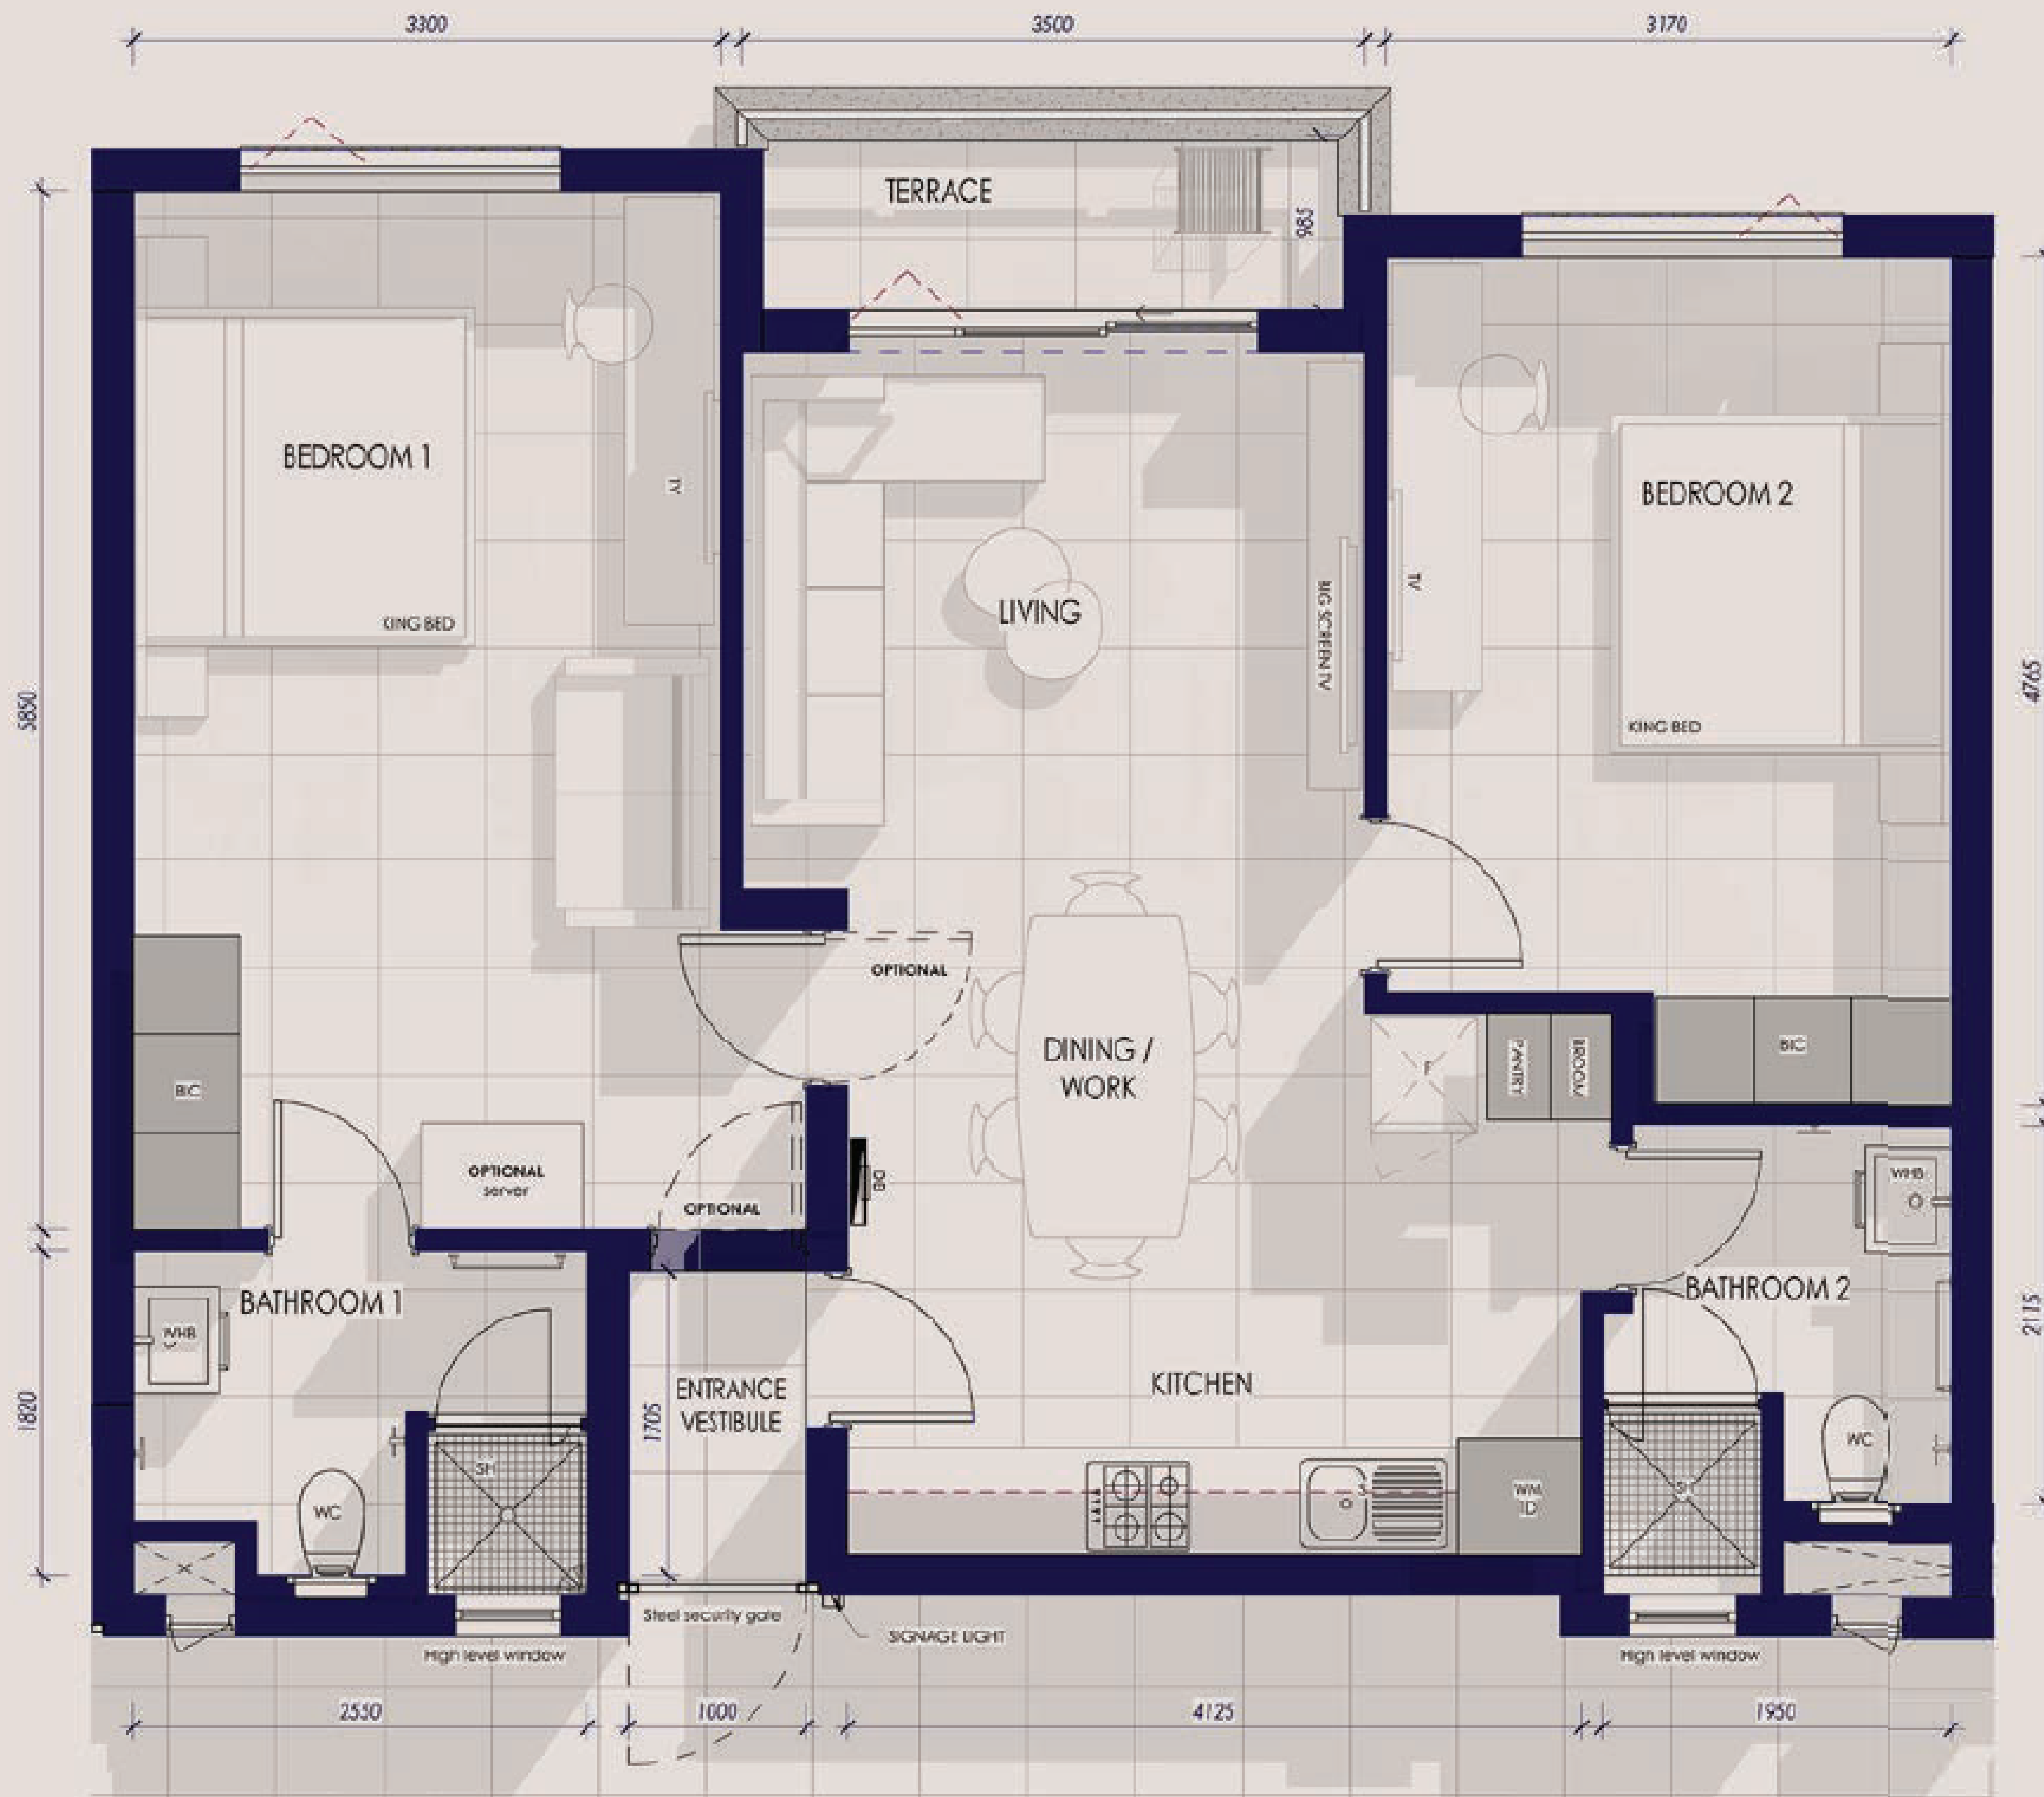 3300
3500
3170
TERRACE
985
BEDROOM 1
TV
KING BED
LIVING
BIG SCREEN TV
BEDROOM 2
TV
KING BED
5850
4765
OPTIONAL
DINING /
WORK
F
PANTRY
BROOM
BIC
BIC
OPTIONAL
server
OPTIONAL
DB
WHB
BATHROOM 1
WHB
BATHROOM 2
2115
1820
1705
ENTRANCE
VESTIBULE
KITCHEN
SH
WC
S
WM
TD
SH
WC
Steel security gate
SIGNAGE LIGHT
High level window
High level window
2550
1000
4125
1950